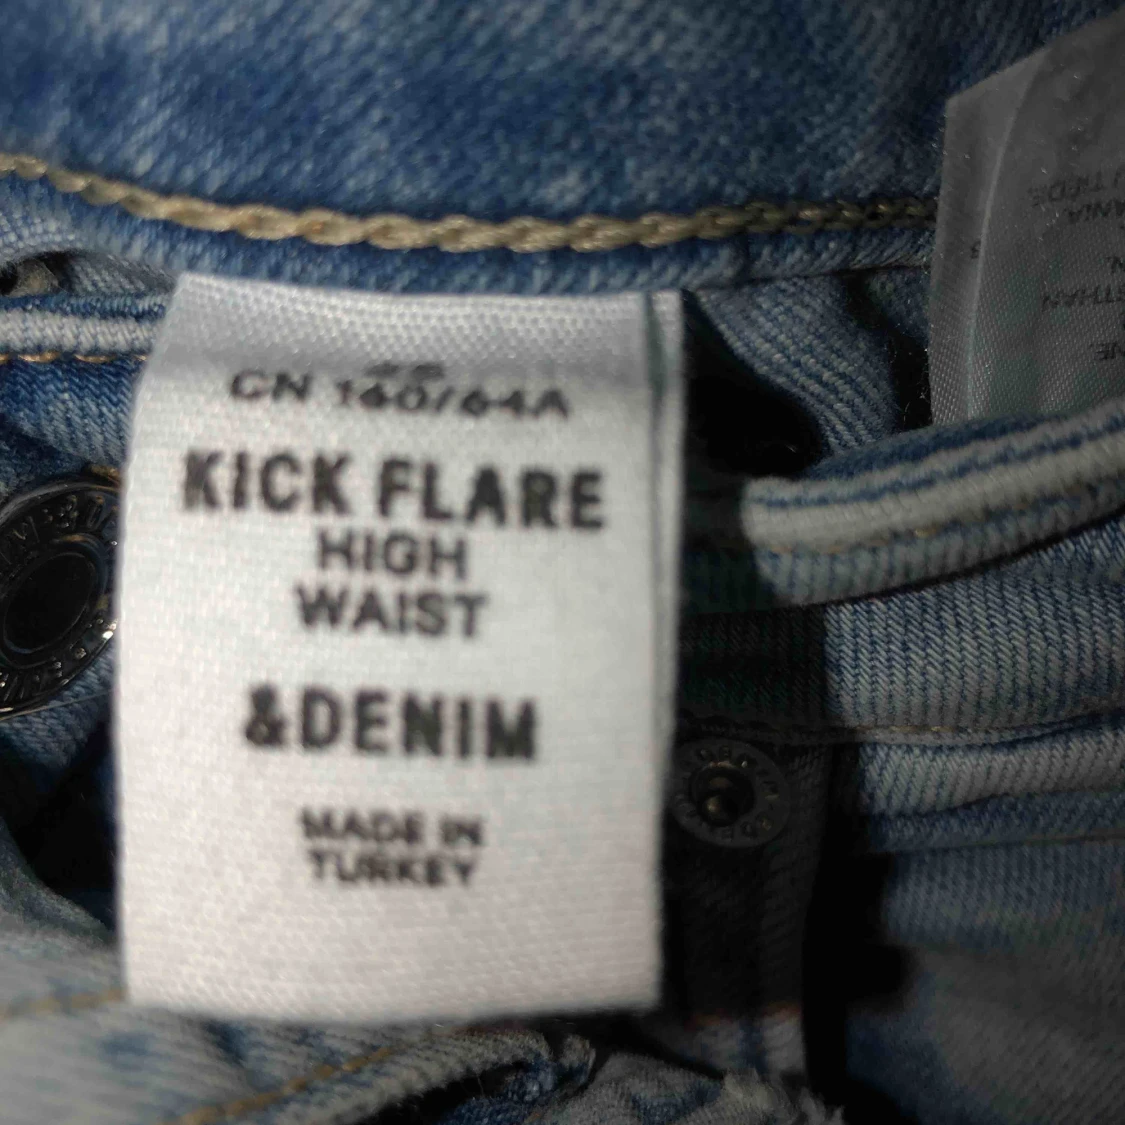 CN 160/64A
KICK FLARE
HIGH
WAIST
&DENIM
MADE IN
TURKEY